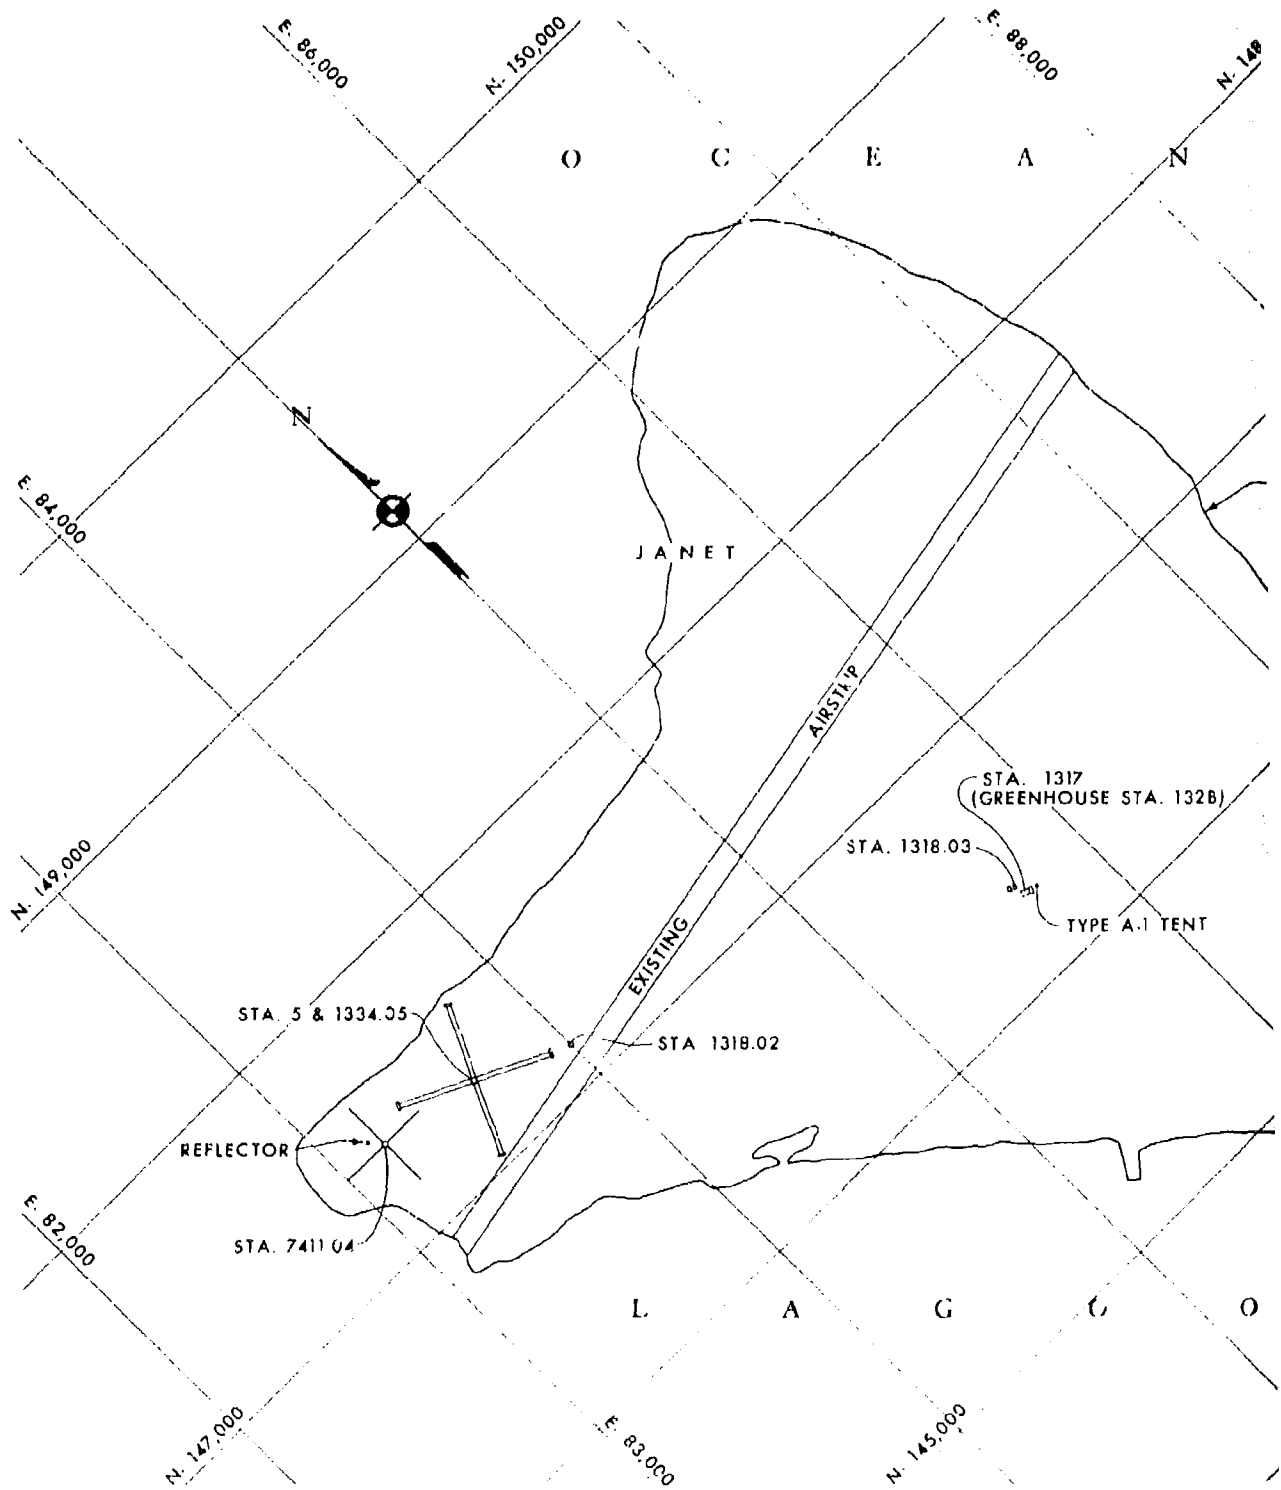 E. 86,000
N. 150,000
E. 88,000
N. 148
O C E A N
N
E. 84,000
JANET
AIRSTRIP
STA. 1317
(GREENHOUSE STA. 132B)
STA. 1318.03
N. 149,000
TYPE A-1 TENT
EXISTING
STA. 5 & 1334.05
STA 1318.02
REFLECTOR
E. 82,000
STA. 7411 04
L A G O O
N. 147,000
E. 83,000
N. 145,000